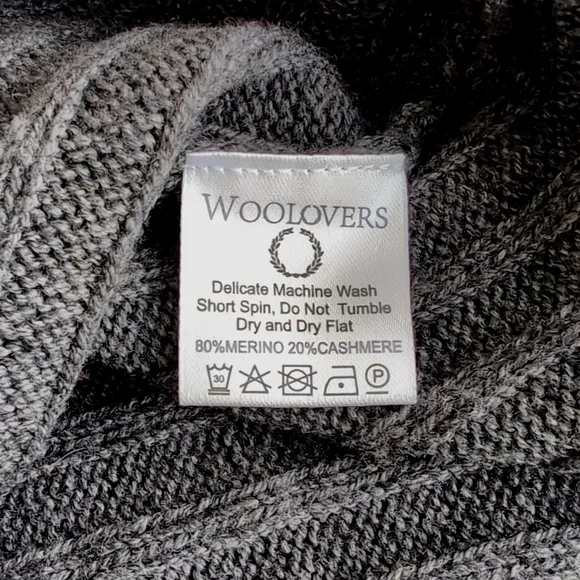 WOOLOVERS
Delicate Machine Wash
Short Spin, Do Not Tumble
Dry and Dry Flat
80%MERINO 20%CASHMERE
30 P